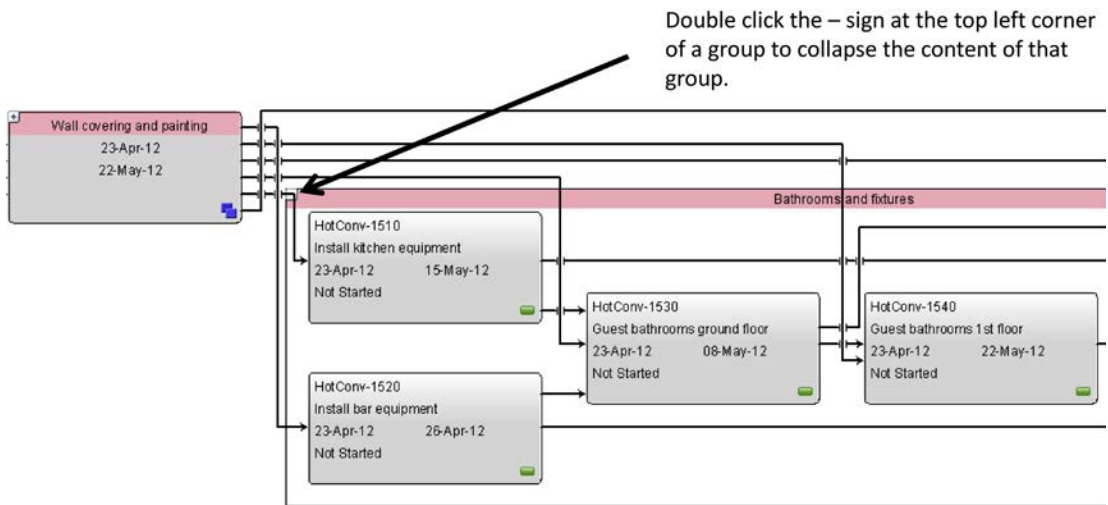 Double click the – sign at the top left corner
of a group to collapse the content of that
group.
Wall covering and painting
23-Apr-12
22-May-12
Bathrooms and fixtures
HotConv-1510
Install kitchen equipment
23-Apr-12 15-May-12
Not Started
HotConv-1530
Guest bathrooms ground floor
23-Apr-12 08-May-12
Not Started
HotConv-1540
Guest bathrooms 1st floor
23-Apr-12 22-May-12
Not Started
HotConv-1520
Install bar equipment
23-Apr-12 26-Apr-12
Not Started